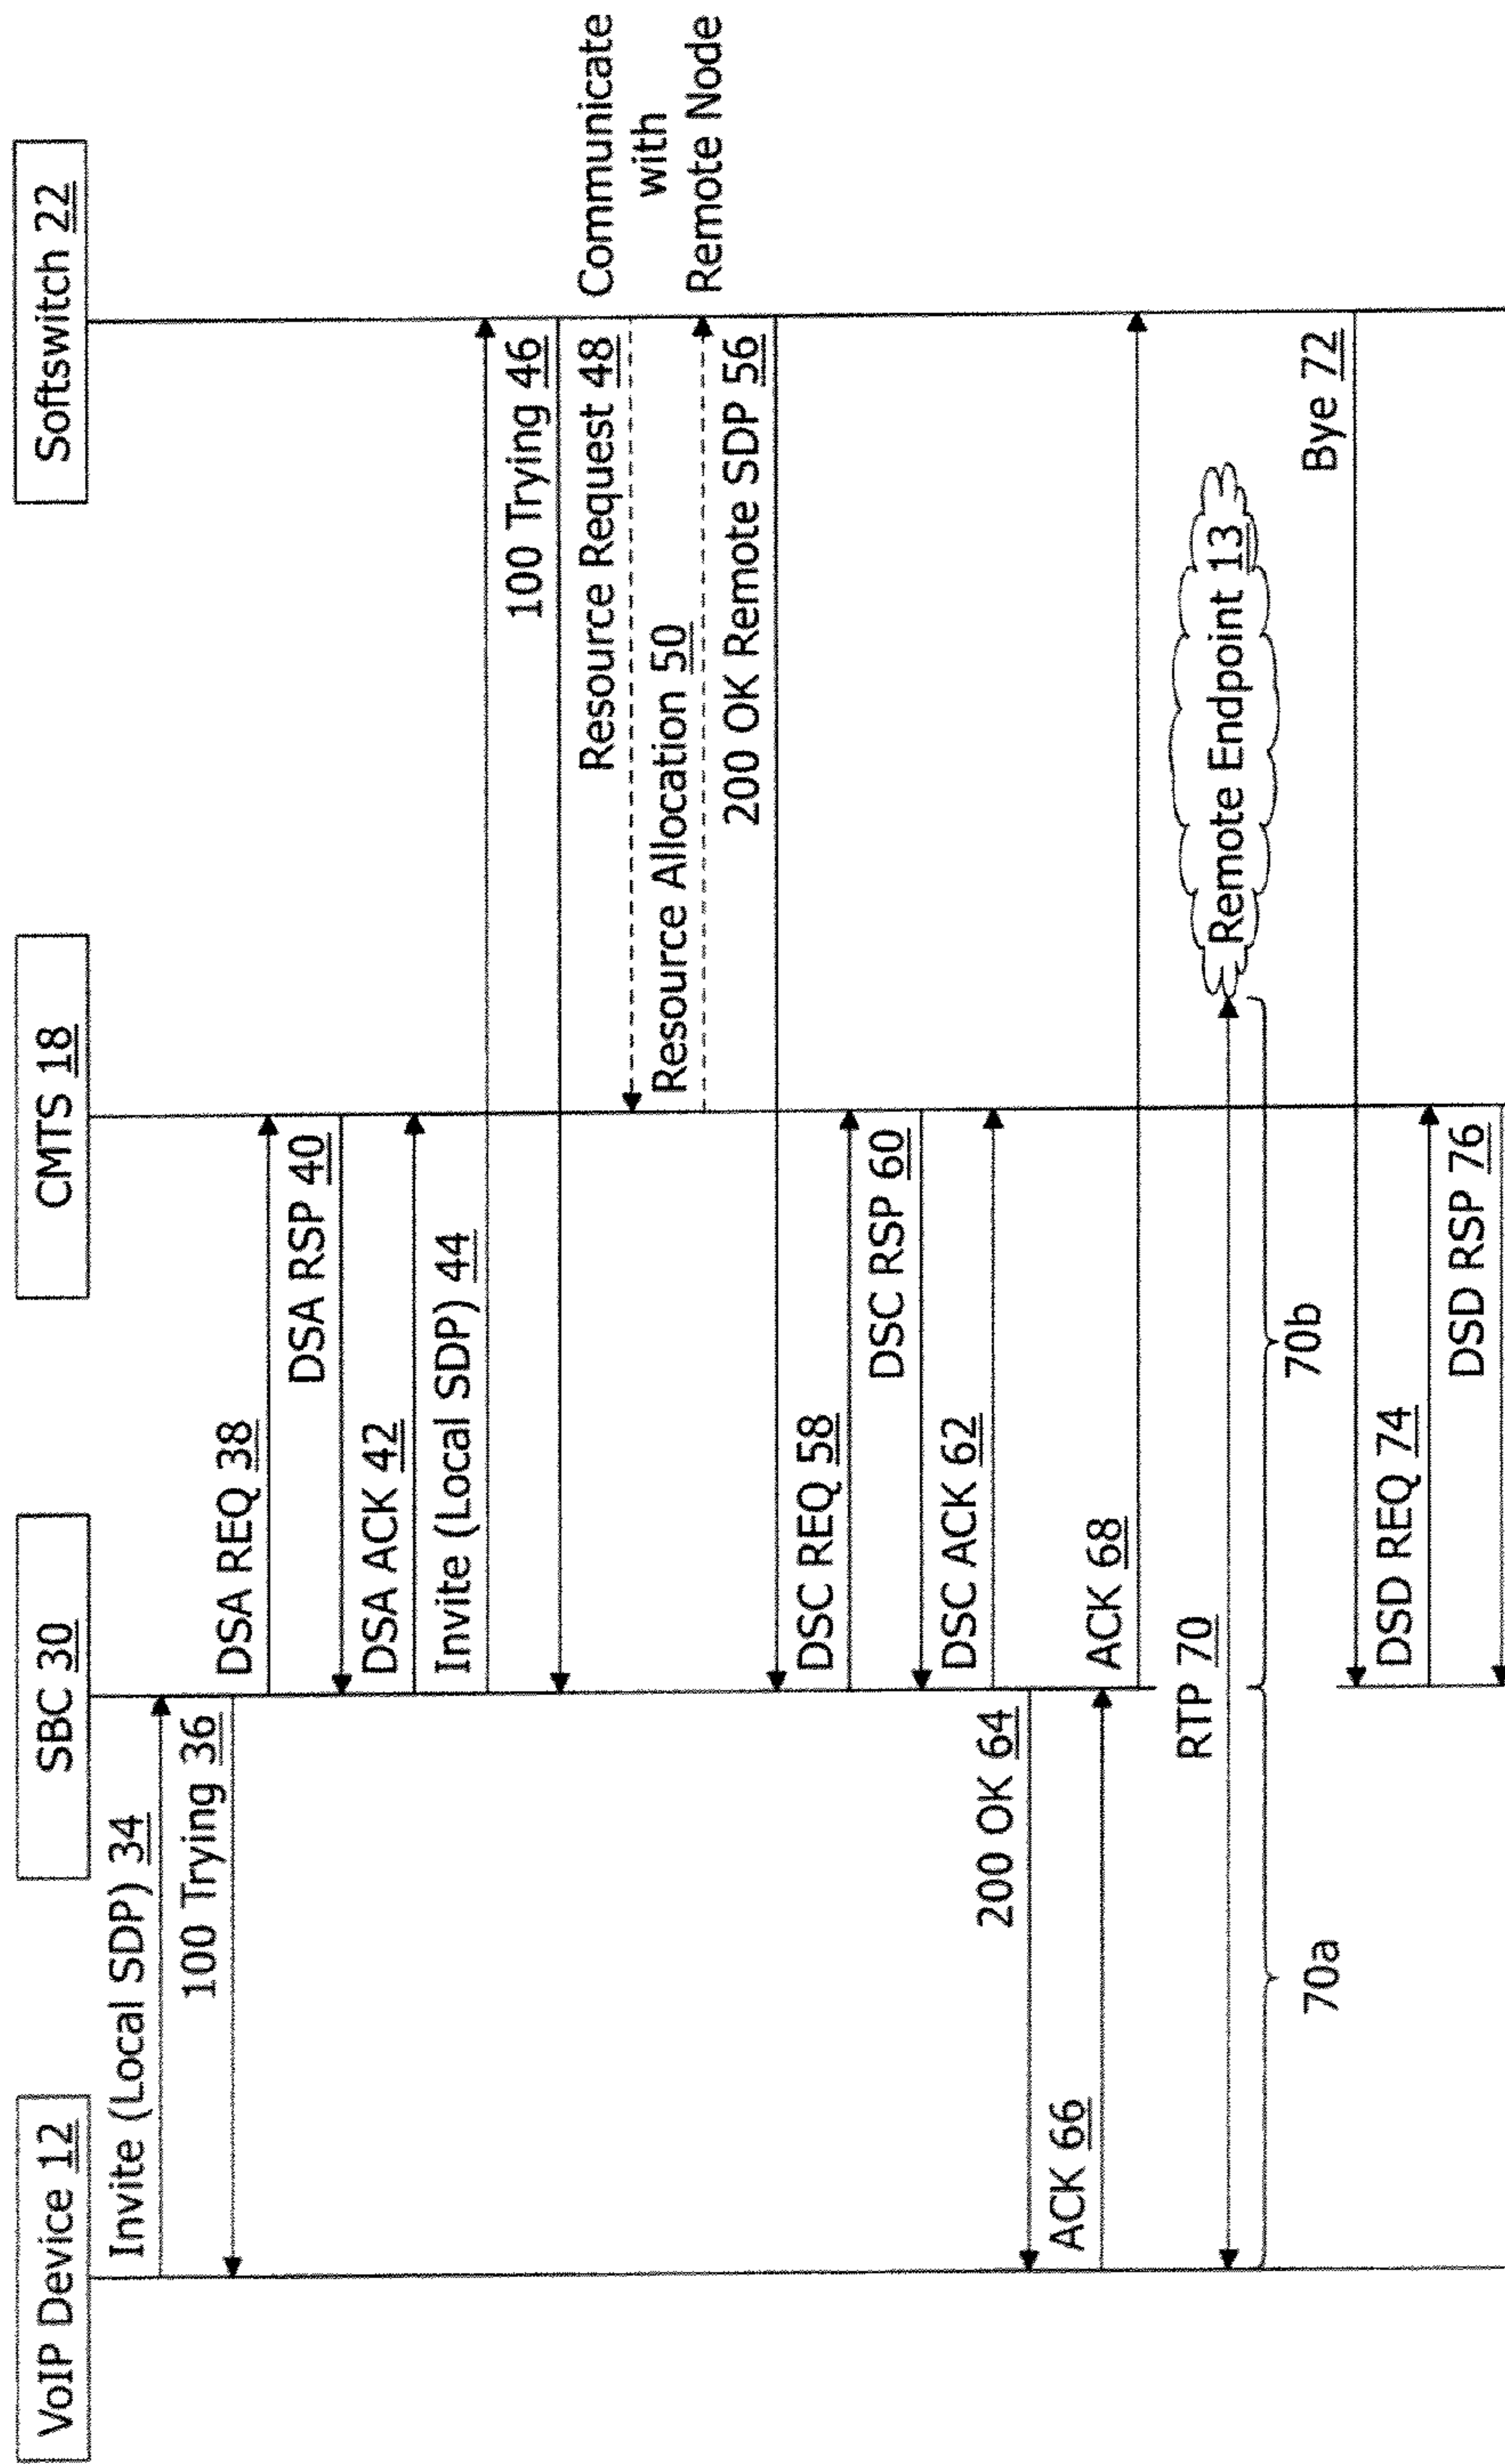 VoIP Device 12
SBC 30
CMTS 18
Softswitch 22
Invite (Local SDP) 34
100 Trying 36
DSA REQ 38
DSA RSP 40
DSA ACK 42
Invite (Local SDP) 44
100 Trying 46
Resource Request 48
Communicate
with
Remote Node
Resource Allocation 50
200 OK Remote SDP 56
DSC REQ 58
DSC RSP 60
DSC ACK 62
200 OK 64
ACK 66
ACK 68
RTP 70
Remote Endpoint 13
70a
70b
Bye 72
DSD REQ 74
DSD RSP 76